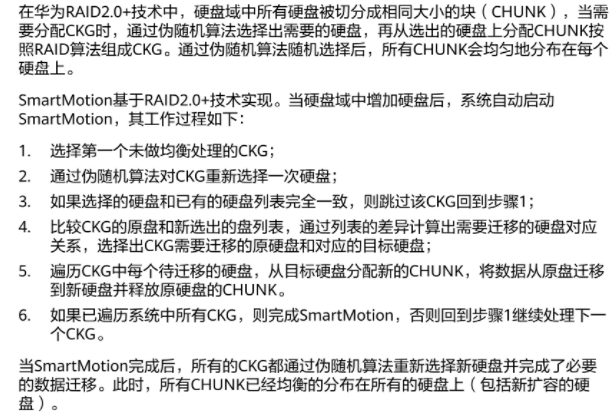 在华为RAID2.0+技术中，硬盘域中所有硬盘被切分成相同大小的块（CHUNK），当需
要分配CKG时，通过伪随机算法选择出需要的硬盘，再从选出的硬盘上分配CHUNK按
照RAID算法组成CKG。通过伪随机算法随机选择后，所有CHUNK会均匀地分布在每个
硬盘上。
SmartMotion基于RAID2.0+技术实现。当硬盘域中增加硬盘后，系统自动启动
SmartMotion，其工作过程如下：
1. 选择第一个未做均衡处理的CKG；
2. 通过伪随机算法对CKG重新选择一次硬盘；
3. 如果选择的硬盘和已有的硬盘列表完全一致，则跳过该CKG回到步骤1；
4. 比较CKG的原盘和新选出的盘列表，通过列表的差异计算出需要迁移的硬盘对应
关系，选择出CKG需要迁移的原硬盘和对应的目标硬盘；
5. 遍历CKG中每个待迁移的硬盘，从目标硬盘分配新的CHUNK，将数据从原盘迁移
到新硬盘并释放原硬盘的CHUNK。
6. 如果已遍历系统中所有CKG，则完成SmartMotion，否则回到步骤1继续处理下一
个CKG。
当SmartMotion完成后，所有的CKG都通过伪随机算法重新选择新硬盘并完成了必要
的数据迁移。此时，所有CHUNK已经均衡的分布在所有的硬盘上（包括新扩容的硬
盘）。